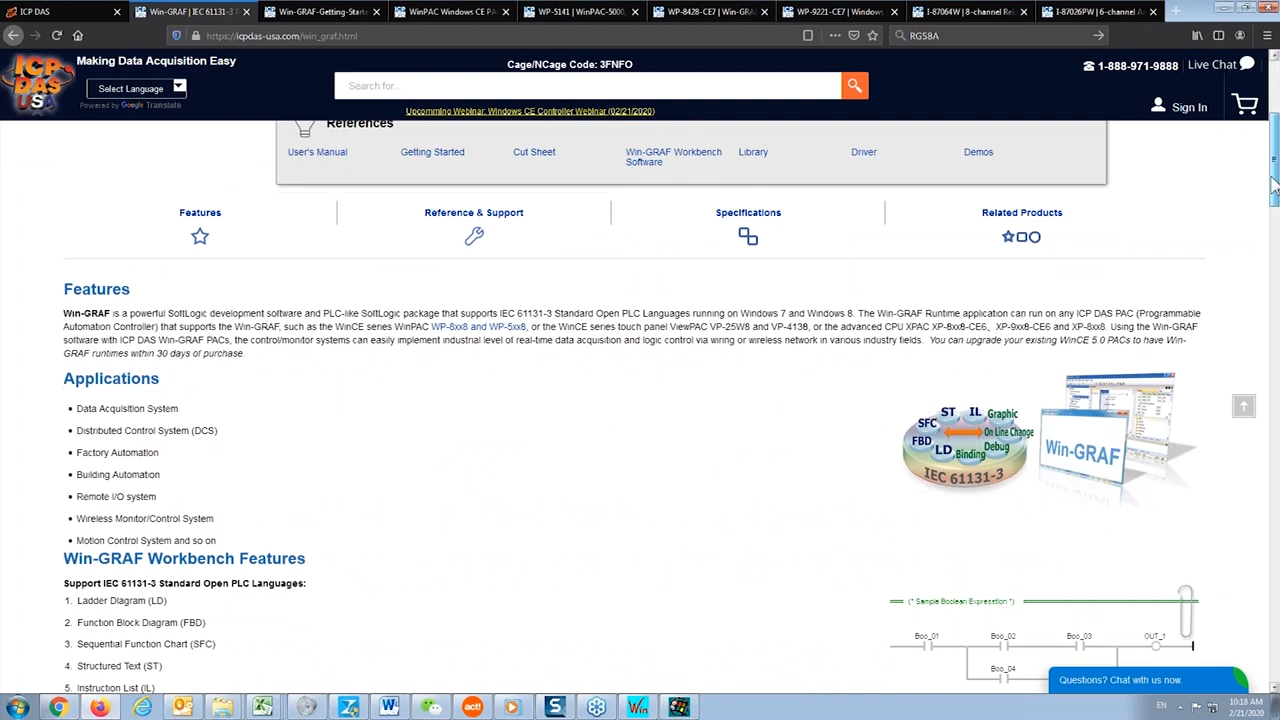 ICP DAS
Win-GRAF | IEC 61131-3
Win-GRAF-Getting-Starte
WinPAC Windows CE PA
WP-5141 | WinPAC-5000,
WP-8428-CE7 | Win-GRAF
WP-9221-CE7 | Window
I-87064W | 8-channel Rel
I-87026PW | 6-channel A
https://icpdas-usa.com/win_graf.html
RG58A
ICP DAS USA
Making Data Acquisition Easy
Select Language
Powered by Google Translate
Cage/NCage Code: 3FNFO
Search for...
Upcomming Webinar: Windows CE Controller Webinar (02/21/2020)
1-888-971-9888
Live Chat
Sign In
References
User's Manual
Getting Started
Cut Sheet
Win-GRAF Workbench
Software
Library
Driver
Demos
Features
Reference & Support
Specifications
Related Products
Features
Win-GRAF is a powerful SoftLogic development software and PLC-like SoftLogic package that supports IEC 61131-3 Standard Open PLC Languages running on Windows 7 and Windows 8. The Win-GRAF Runtime application can run on any ICP DAS PAC (Programable
Automation Controller) that supports the Win-GRAF, such as the WinCE series WinPAC WP-8xx8 and WP-5xx8, or the WinCE series touch panel ViewPAC VP-25W8 and VP-4138, or the advanced CPU XPAC XP-8xx8-CE6、XP-9xx8-CE6 and XP-8xx8. Using the Win-GRAF
software with ICP DAS Win-GRAF PACs, the control/monitor systems can easily implement industrial level of real-time data acquisition and logic control via wiring or wireless network in various industry fields. You can upgrade your existing WinCE 5.0 PACs to have Win-
GRAF runtimes within 30 days of purchase.
Applications
• Data Acquisition System
• Distributed Control System (DCS)
• Factory Automation
• Building Automation
• Remote I/O system
• Wireless Monitor/Control System
• Motion Control System and so on
SFC ST IL Graphic
FBD LD Binding Debug
On Line Change
IEC 61131-3
Win-GRAF
Win-GRAF Workbench Features
Support IEC 61131-3 Standard Open PLC Languages:
1. Ladder Diagram (LD)
2. Function Block Diagram (FBD)
3. Sequential Function Chart (SFC)
4. Structured Text (ST)
5. Instruction List (IL)
(* Sample Boolean Expresstion *)
Boo_01
Boo_02
Boo_03
OUT_1
Boo_04
Questions? Chat with us now.
EN
10:18 AM
2/21/2020